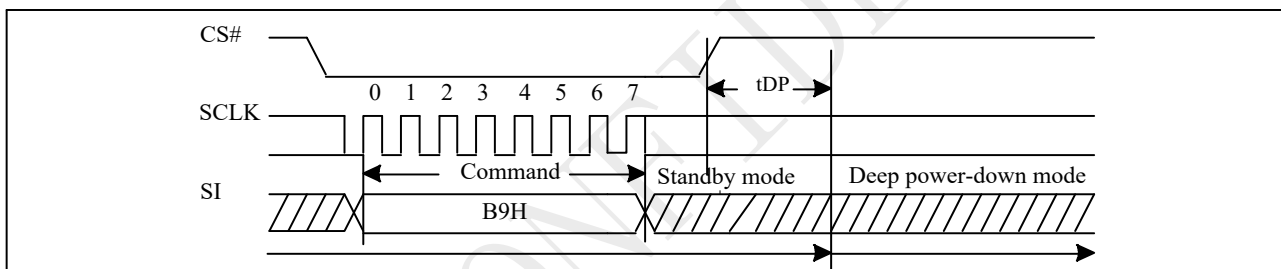 CS#
tDP
0 1 2 3 4 5 6 7
SCLK
Command
Standby mode
Deep power-down mode
SI
B9H